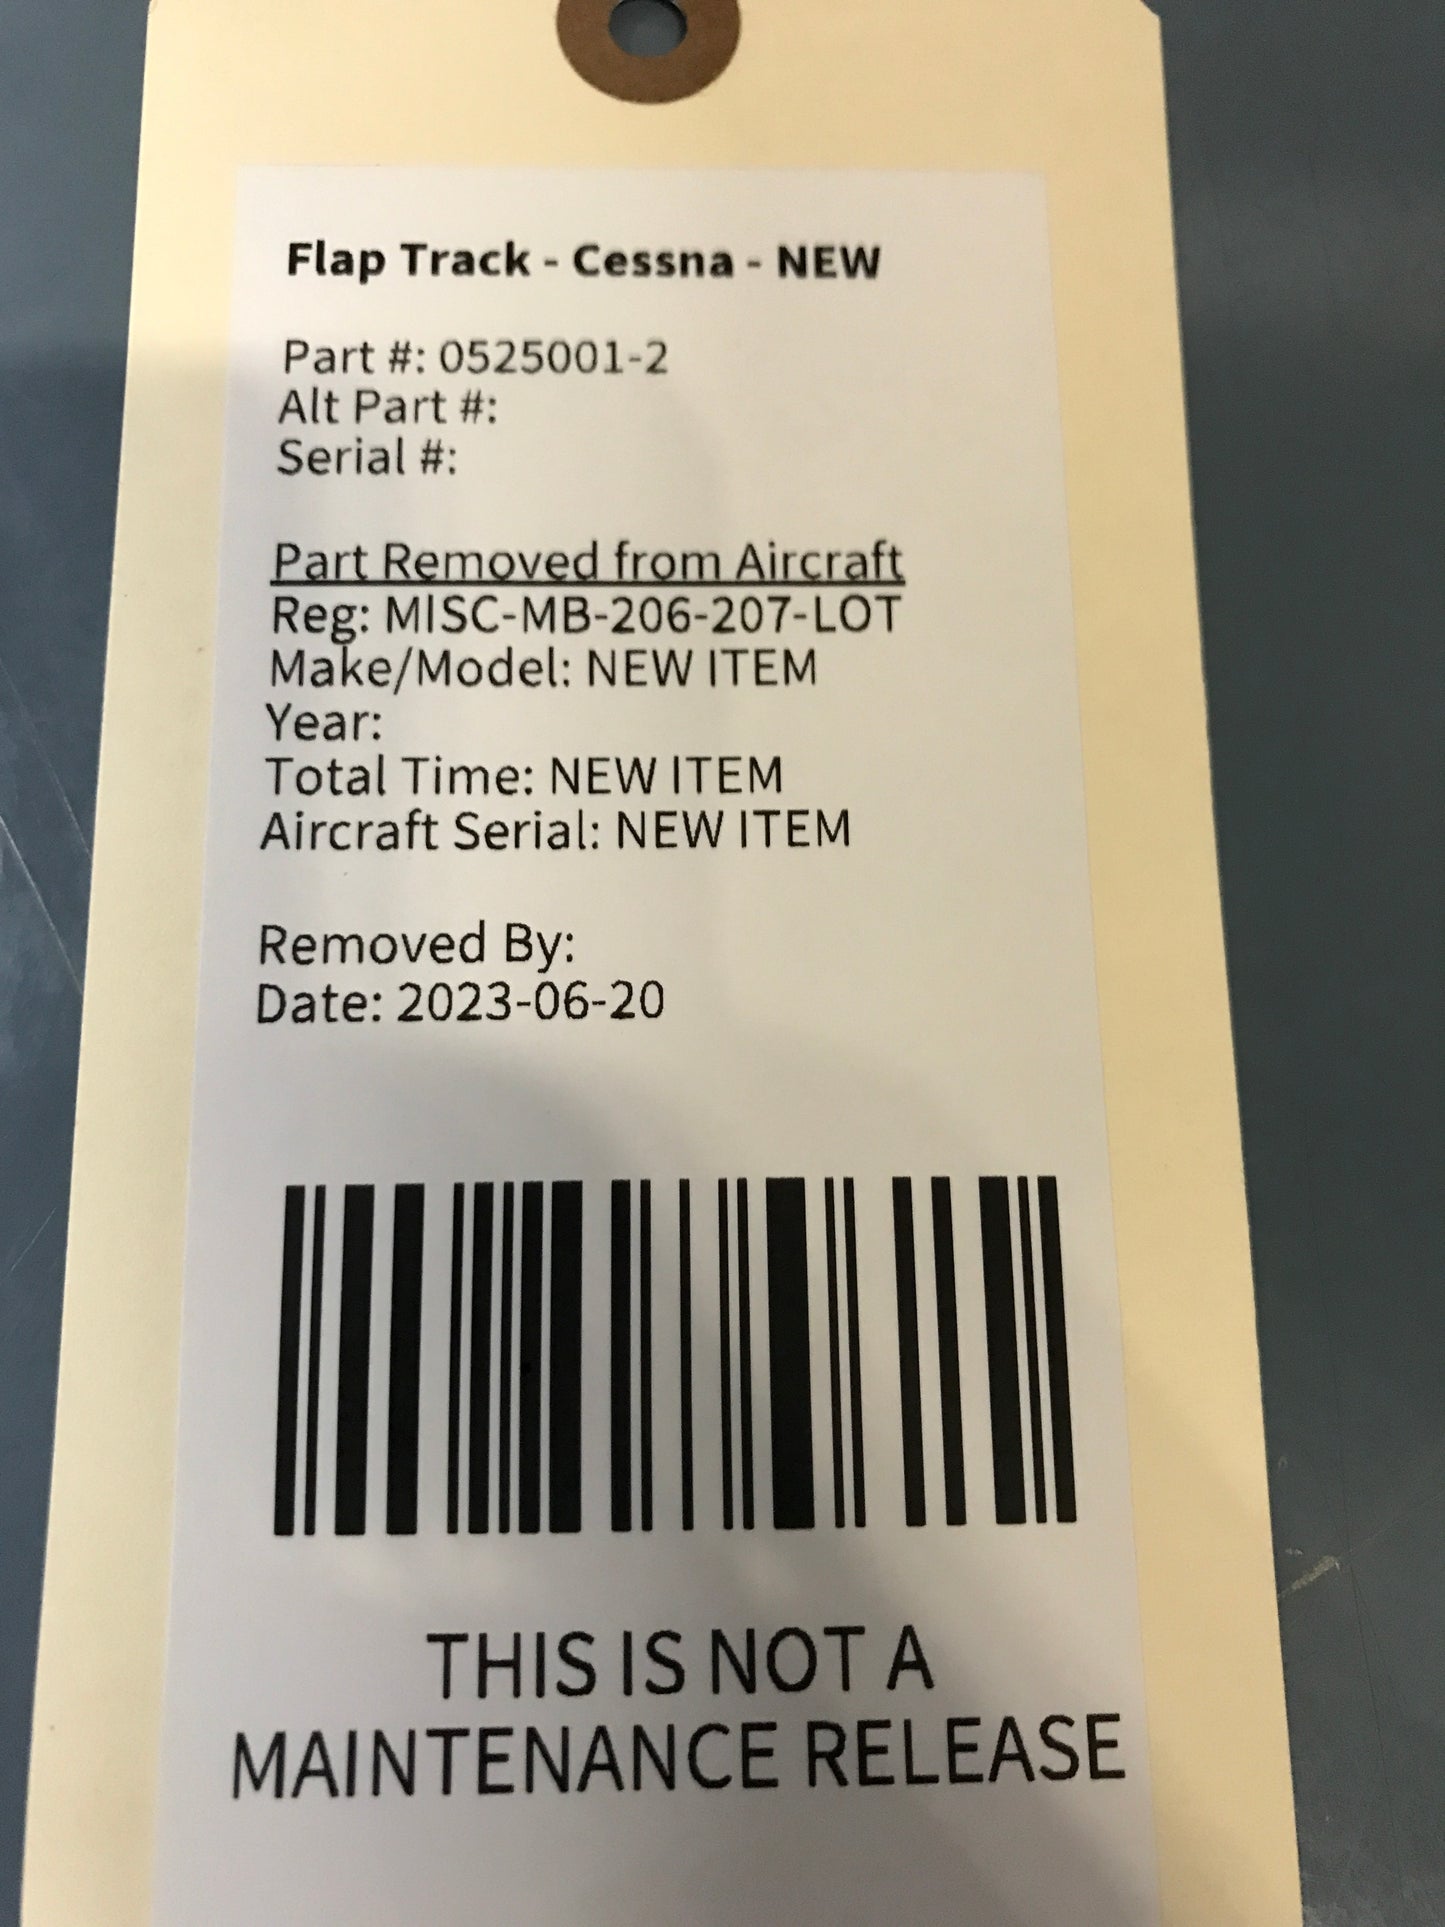 Flap Track - Cessna - NEW
Part #: 0525001-2
Alt Part #:
Serial #:
Part Removed from Aircraft
Reg: MISC-MB-206-207-LOT
Make/Model: NEW ITEM
Year:
Total Time: NEW ITEM
Aircraft Serial: NEW ITEM
Removed By:
Date: 2023-06-20
THIS IS NOT A
MAINTENANCE RELEASE